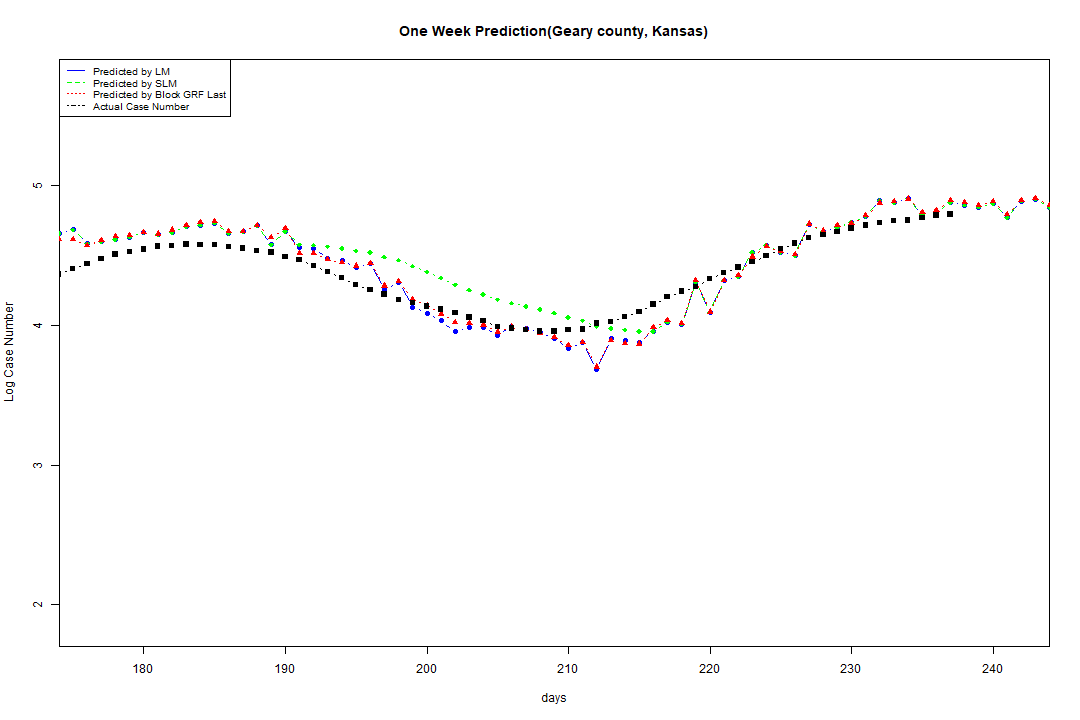 One Week Prediction(Geary county, Kansas)
Predicted by LM
Predicted by SLM
Predicted by Block GRF Last
Actual Case Number
5
4
3
2
Log Case Number
180 190 200 210 220 230 240
days